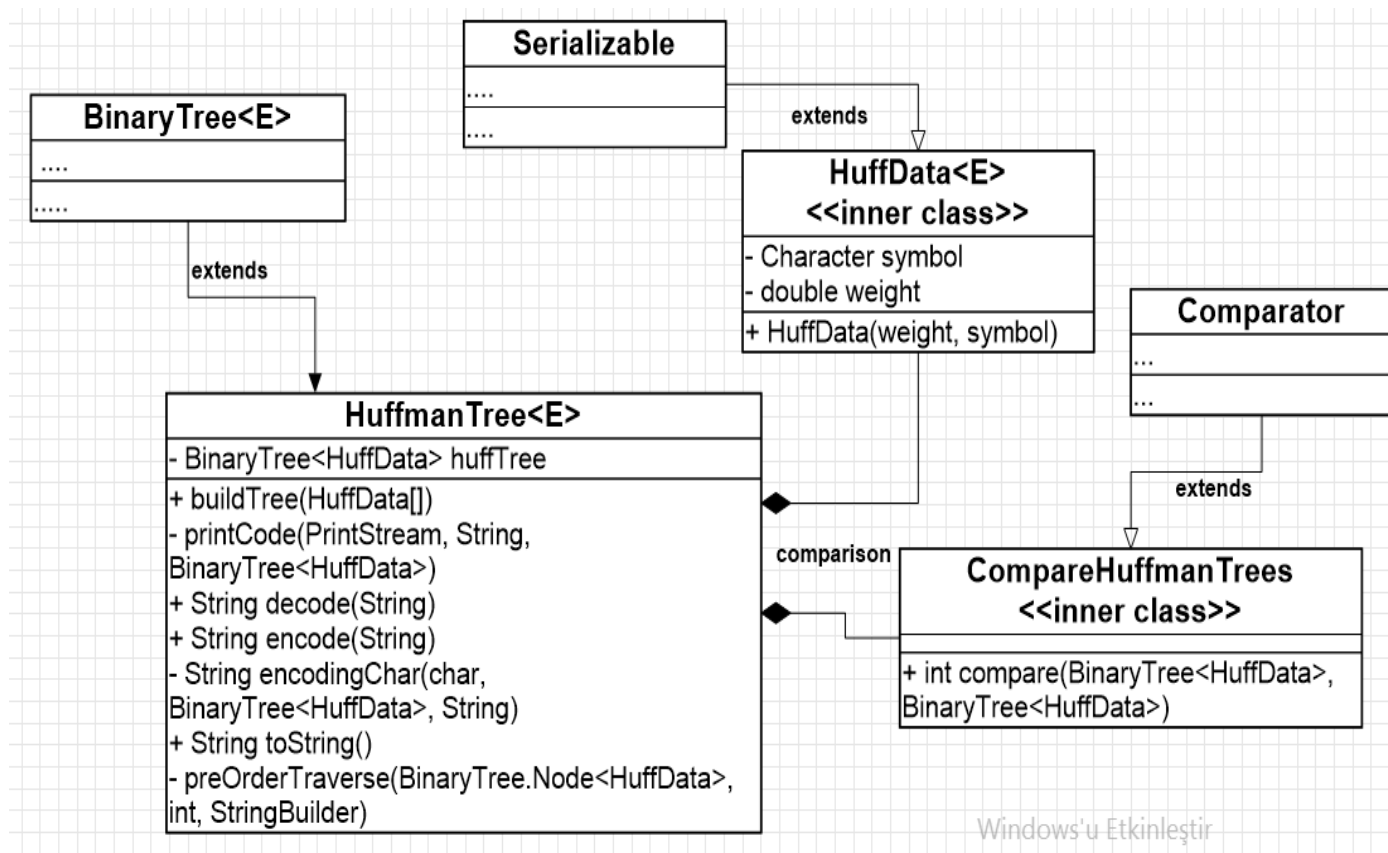 Serializable
....
....
extends
BinaryTree<E>
....
.....
extends
HuffData<E>
<<inner class>>
- Character symbol
- double weight
+ HuffData(weight, symbol)
Comparator
...
...
extends
HuffmanTree<E>
- BinaryTree<HuffData> huffTree
+ buildTree(HuffData[])
- printCode(PrintStream, String,
BinaryTree<HuffData>)
+ String decode(String)
+ String encode(String)
- String encodingChar(char,
BinaryTree<HuffData>, String)
+ String toString()
- preOrderTraverse(BinaryTree.Node<HuffData>,
int, StringBuilder)
comparison
CompareHuffmanTrees
<<inner class>>
+ int compare(BinaryTree<HuffData>,
BinaryTree<HuffData>)
Windows'u Etkinleştir